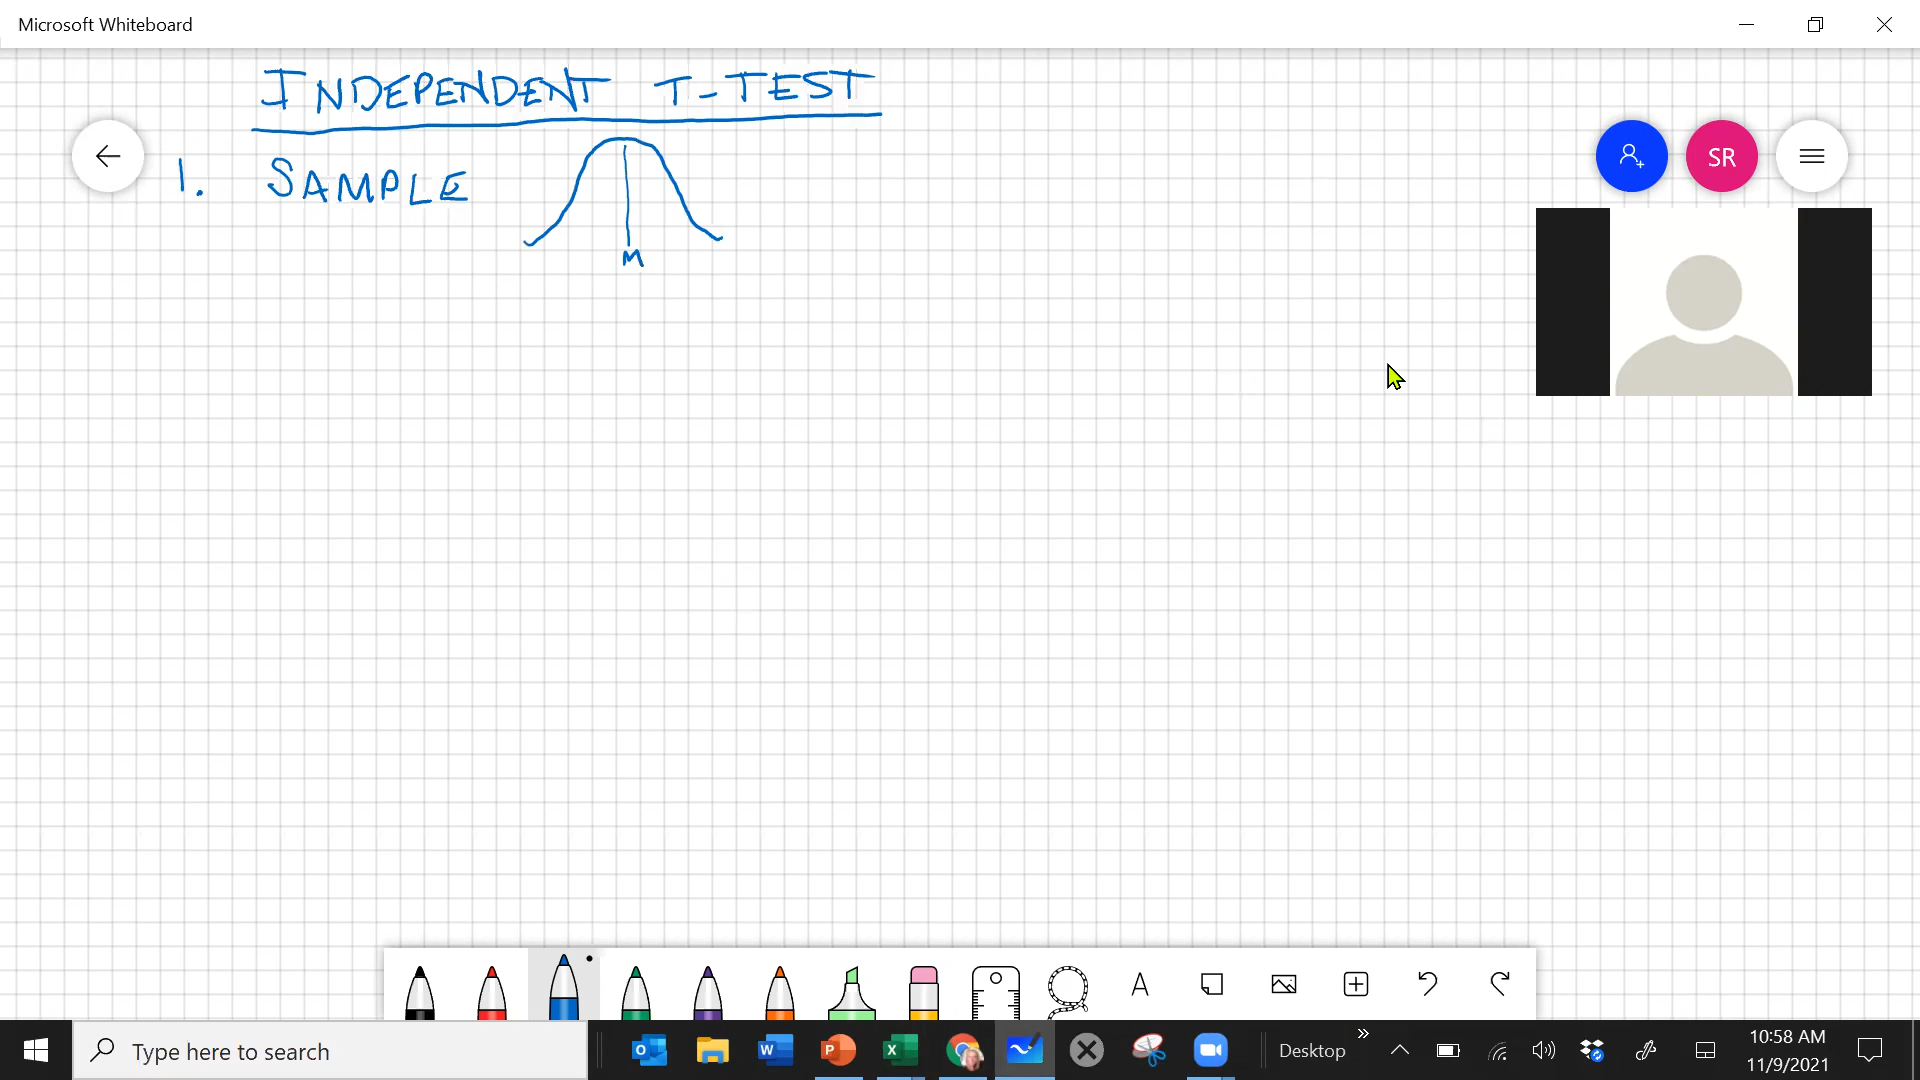 Microsoft Whiteboard
INDEPENDENT T-TEST
1. SAMPLE
M
SR
A
Type here to search
Desktop
10:58 AM
11/9/2021